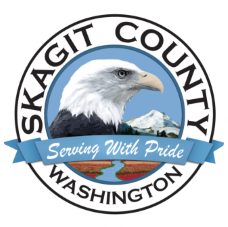 SKAGIT COUNTY
Serving With Pride
WASHINGTON